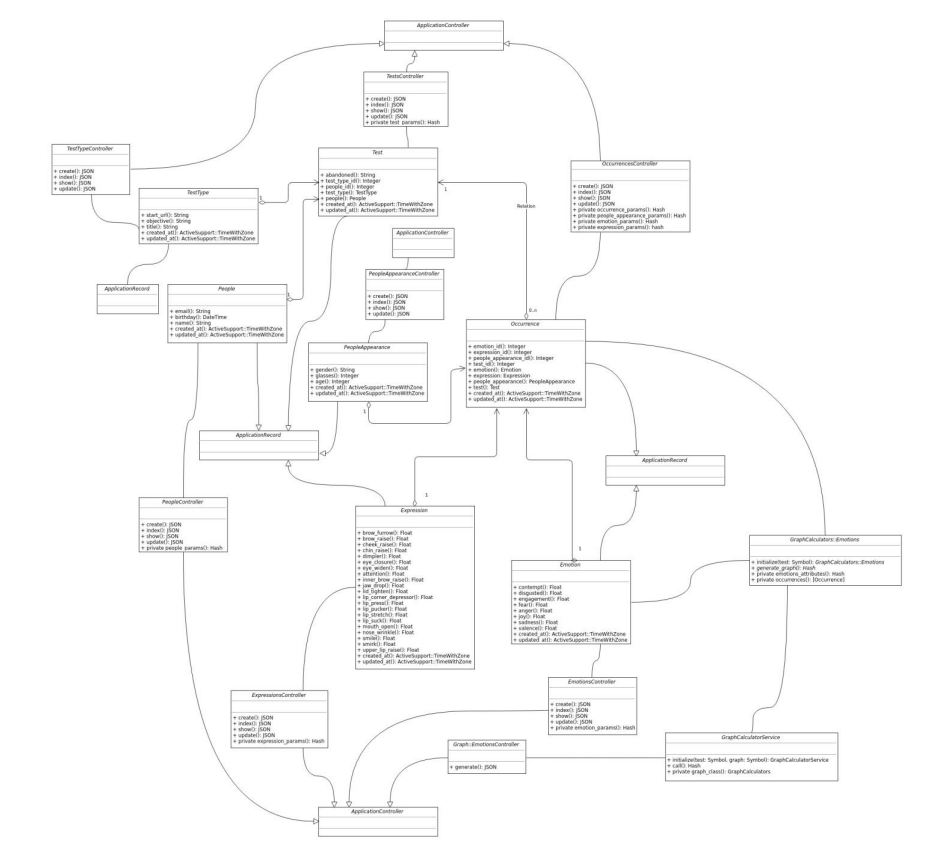 ApplicationController
TestsController
+ create(): JSON
+ index(): JSON
+ show(): JSON
+ update(): JSON
+ private test_params(): Hash
TestTypeController
+ create(): JSON
+ index(): JSON
+ show(): JSON
+ update(): JSON
Test
+ abandoned(): String
+ test_type_id(): Integer
+ people_id(): Integer
+ test_type(): TestType
+ people(): People
+ created_at(): ActiveSupport::TimeWithZone
+ updated_at(): ActiveSupport::TimeWithZone
OccurrencesController
+ create(): JSON
+ index(): JSON
+ show(): JSON
+ update(): JSON
+ private occurrence_params(): Hash
+ private people_appearance_params(): Hash
+ private emotion_params(): Hash
+ private expression_params(): hash
TestType
+ start_url(): String
+ objective(): String
+ title(): String
+ created_at(): ActiveSupport::TimeWithZone
+ updated_at(): ActiveSupport::TimeWithZone
1
1
Relation
ApplicationController
PeopleAppearanceController
+ create(): JSON
+ index(): JSON
+ show(): JSON
+ update(): JSON
ApplicationRecord
People
+ email(): String
+ birthday(): DateTime
+ name(): String
+ created_at(): ActiveSupport::TimeWithZone
+ updated_at(): ActiveSupport::TimeWithZone
1
0..n
Occurrence
+ emotion_id(): Integer
+ expression_id(): Integer
+ people_appearance_id(): Integer
+ test_id(): Integer
+ emotion(): Emotion
+ expression: Expression
+ people_appearance(): PeopleAppearance
+ test(): Test
+ created_at(): ActiveSupport::TimeWithZone
+ updated_at(): ActiveSupport::TimeWithZone
PeopleAppearance
+ gender(): String
+ glasses(): Integer
+ age(): Integer
+ created_at(): ActiveSupport::TimeWithZone
+ updated_at(): ActiveSupport::TimeWithZone
1
ApplicationRecord
ApplicationRecord
PeopleController
+ create(): JSON
+ index(): JSON
+ show(): JSON
+ update(): JSON
+ private people_params(): Hash
1
Expression
+ brow_furrow(): Float
+ brow_raise(): Float
+ cheek_raise(): Float
+ chin_raise(): Float
+ dimpler(): Float
+ eye_closure(): Float
+ eye_widen(): Float
+ attention(): Float
+ inner_brow_raise(): Float
+ jaw_drop(): Float
+ lid_tighten(): Float
+ lip_corner_depressor(): Float
+ lip_press(): Float
+ lip_pucker(): Float
+ lip_stretch(): Float
+ lip_suck(): Float
+ mouth_open(): Float
+ nose_wrinkle(): Float
+ smile(): Float
+ smirk(): Float
+ upper_lip_raise(): Float
+ created_at(): ActiveSupport::TimeWithZone
+ updated_at(): ActiveSupport::TimeWithZone
1
Emotion
+ contempt(): Float
+ disgusted(): Float
+ engagement(): Float
+ fear(): Float
+ anger(): Float
+ joy(): Float
+ sadness(): Float
+ valence(): Float
+ created_at(): ActiveSupport::TimeWithZone
+ updated_at(): ActiveSupport::TimeWithZone
GraphCalculators::Emotions
+ initialize(test: Symbol): GraphCalculators::Emotions
+ generate_graph(): Hash
+ private emotions_attributes(): Hash
+ private occurrences(): [Occurrence]
ExpressionsController
+ create(): JSON
+ index(): JSON
+ show(): JSON
+ update(): JSON
+ private expression_params(): Hash
EmotionsController
+ create(): JSON
+ index(): JSON
+ show(): JSON
+ update(): JSON
+ private emotion_params(): Hash
Graph::EmotionsController
+ generate(): JSON
GraphCalculatorService
+ initialize(test: Symbol, graph: Symbol): GraphCalculatorService
+ call(): Hash
+ private graph_class(): GraphCalculators
ApplicationController